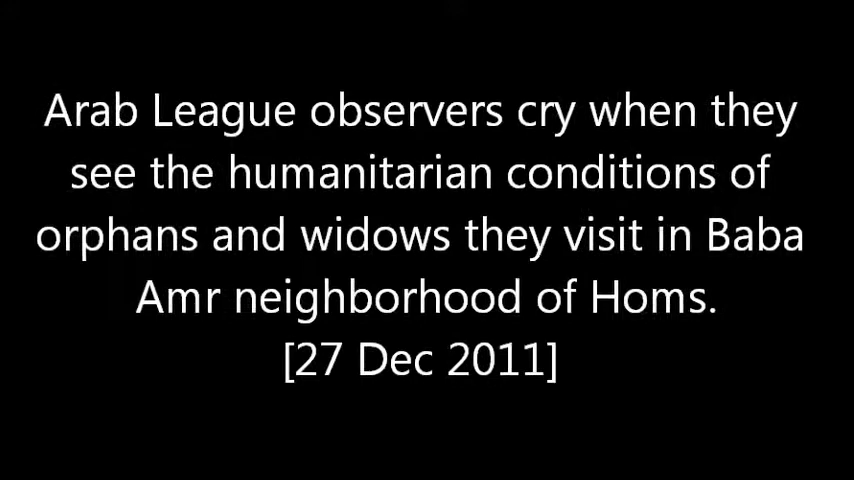 Arab League observers cry when they
see the humanitarian conditions of
orphans and widows they visit in Baba
Amr neighborhood of Homs.
[27 Dec 2011]